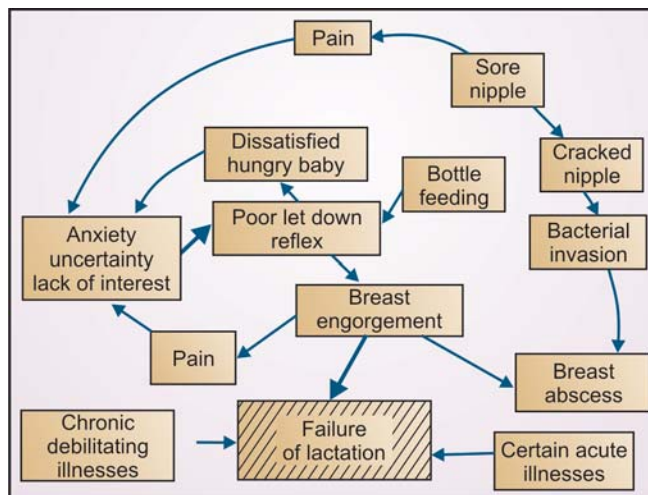 Pain
Sore
nipple
Dissatisfied
hungry baby
Cracked
nipple
Bottle
feeding
Anxiety
uncertainty
lack of interest
Poor let down
reflex
Bacterial
invasion
Breast
engorgement
Pain
Breast
abscess
Chronic
debilitating
illnesses
Failure
of lactation
Certain acute
illnesses